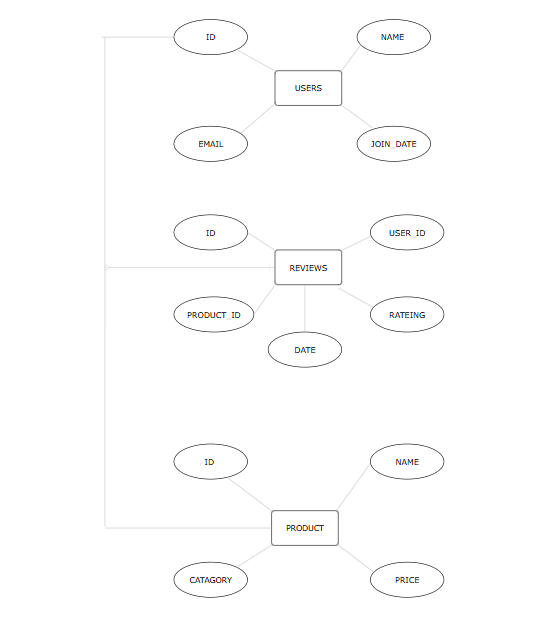 ID
NAME
USERS
EMAIL
JOIN_DATE
ID
USER_ID
REVIEWS
PRODUCT_ID
RATEING
DATE
ID
NAME
PRODUCT
CATAGORY
PRICE